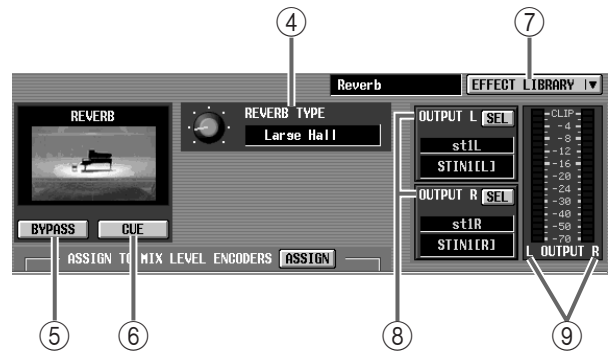 ④
⑦
Reverb
EFFECT LIBRARY
REVERB
REVERB TYPE
Large Hall
BYPASS
CUE
ASSIGN TO MIX LEVEL ENCODERS ASSIGN
OUTPUT L SEL
st1L
STIN1[L]
OUTPUT R SEL
st1R
STIN1[R]
CLIP
-4
-8
-12
-16
-20
-24
-30
-40
-50
-70
L OUTPUT R
⑤
⑥
⑧
⑨